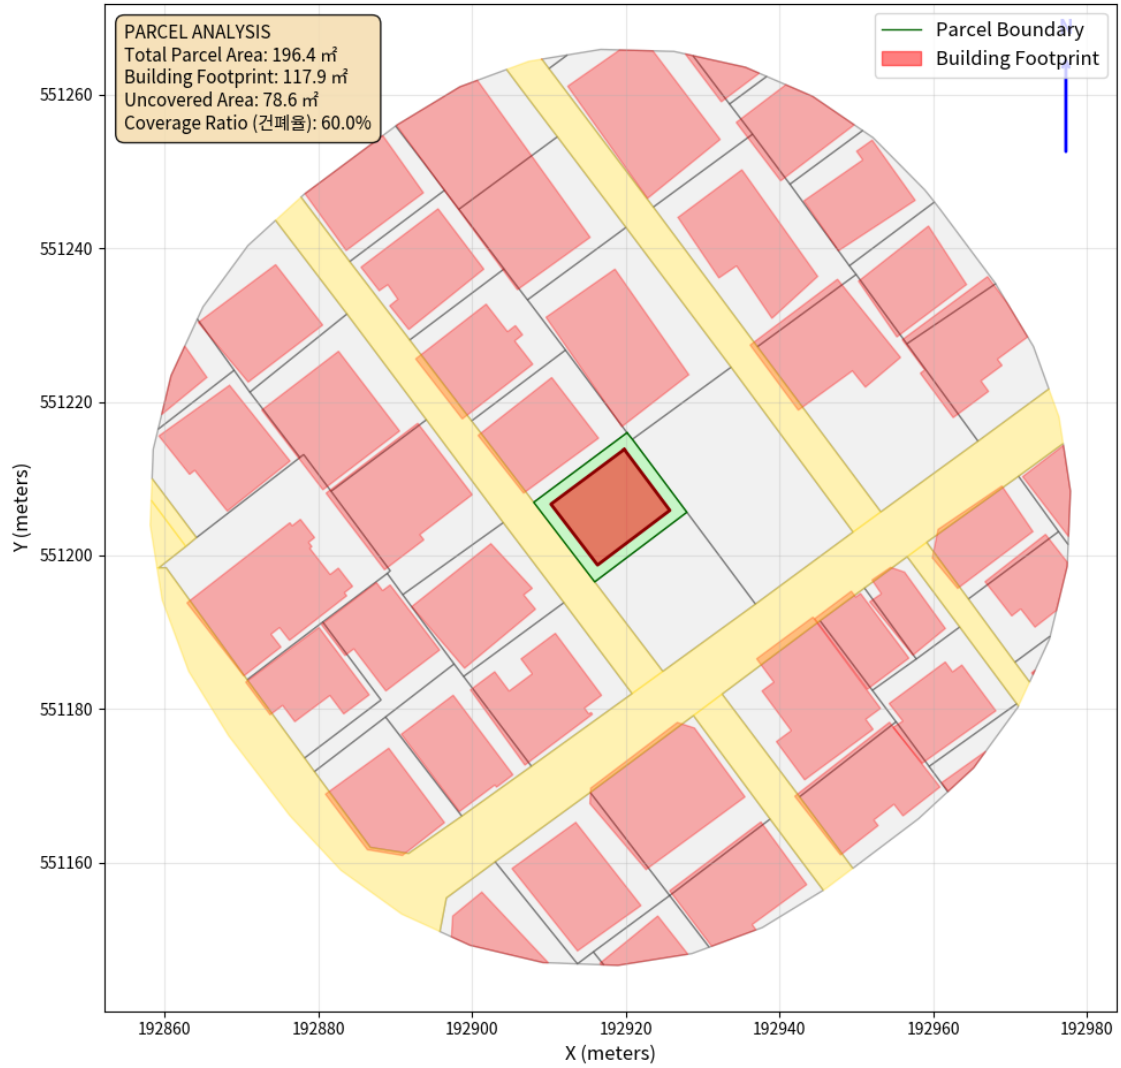 PARCEL ANALYSIS
Total Parcel Area: 196.4 ㎡
Building Footprint: 117.9 ㎡
Uncovered Area: 78.6 ㎡
Coverage Ratio (건폐율): 60.0%
Parcel Boundary
Building Footprint
N
551260
551240
551220
551200
551180
551160
Y (meters)
192860
192880
192900
192920
192940
192960
192980
X (meters)